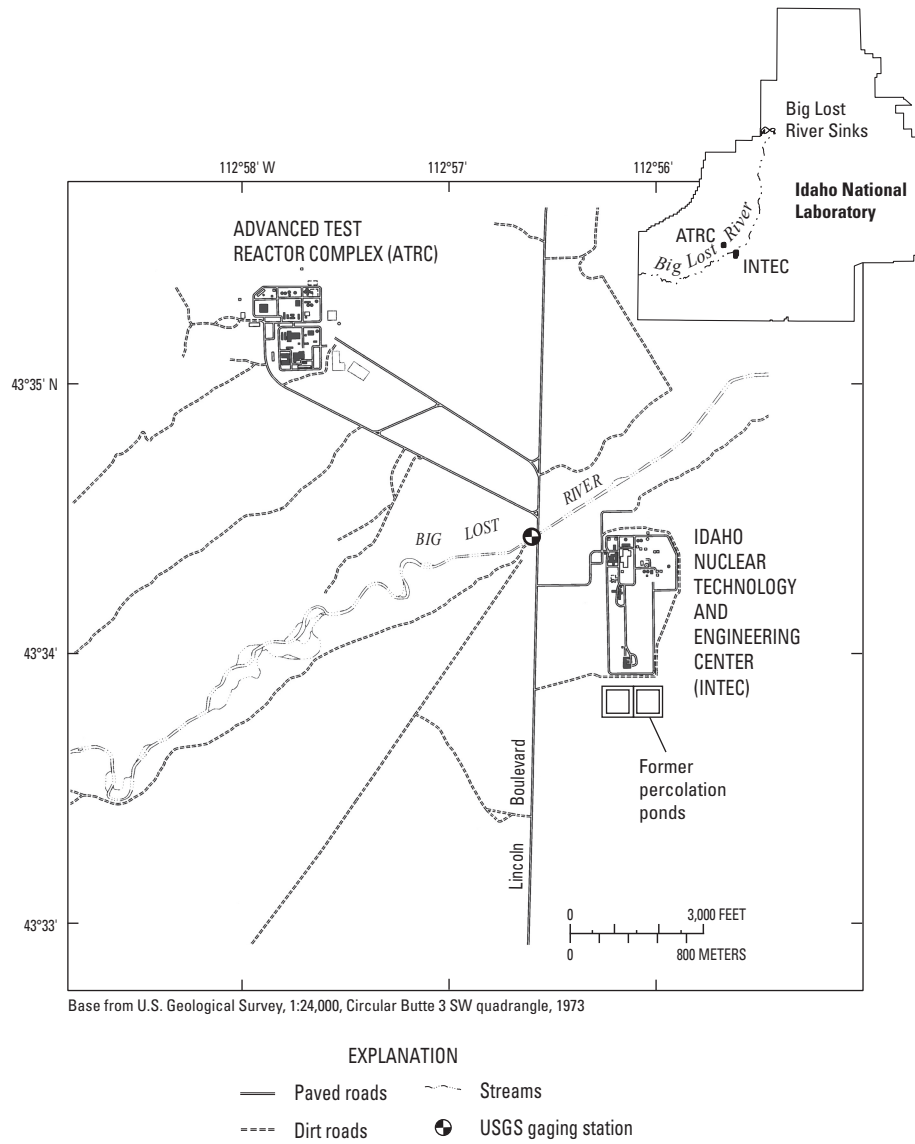 Big Lost
River Sinks
Idaho National
Laboratory
ATRC
Big Lost River
INTEC
112°58' W
112°57'
112°56'
ADVANCED TEST
REACTOR COMPLEX (ATRC)
43°35' N
BIG LOST RIVER
IDAHO
NUCLEAR
TECHNOLOGY
AND
ENGINEERING
CENTER
(INTEC)
43°34'
Former
percolation
ponds
Lincoln Boulevard
43°33'
0 3,000 FEET
0 800 METERS
Base from U.S. Geological Survey, 1:24,000, Circular Butte 3 SW quadrangle, 1973
EXPLANATION
Paved roads
Streams
Dirt roads
USGS gaging station